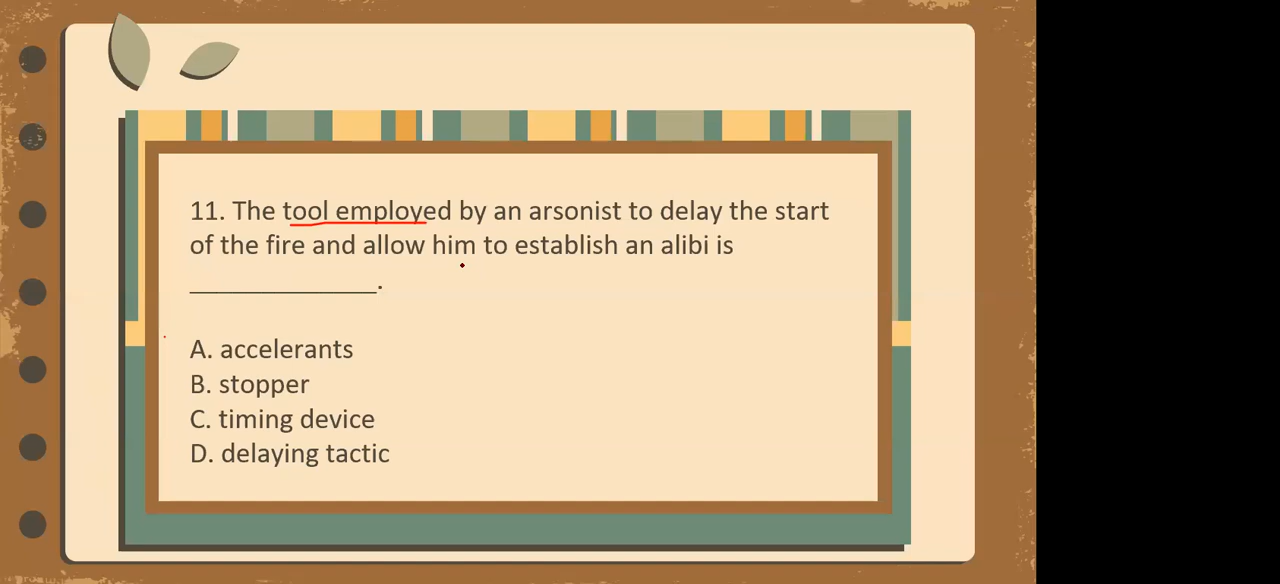 11. The tool employed by an arsonist to delay the start
of the fire and allow him to establish an alibi is
______________.
A. accelerants
B. stopper
C. timing device
D. delaying tactic